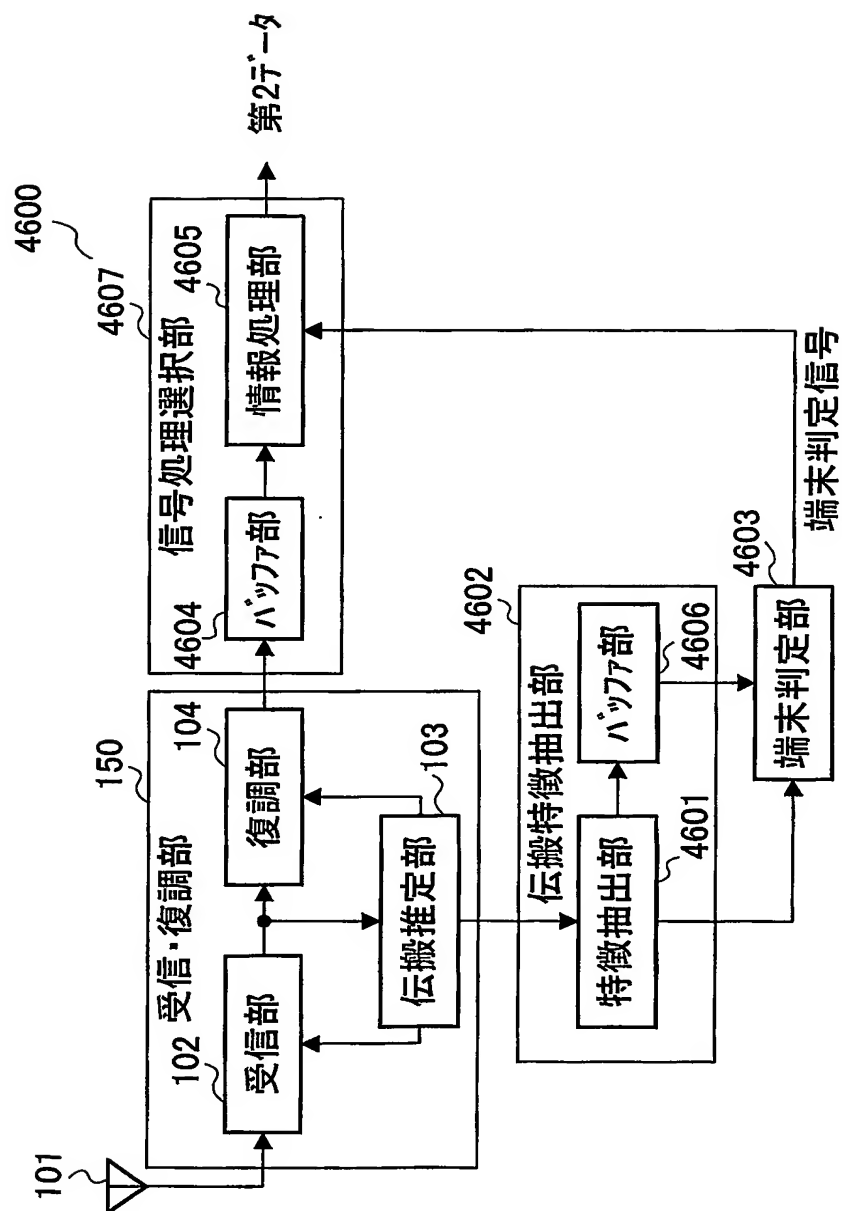 4600
101
150
受信・復調部
102
受信部
104
復調部
伝搬推定部
103
4607
信号処理選択部
4604
バッファ部
4605
情報処理部
第2データ
4602
伝搬特徴抽出部
特徴抽出部
4601
バッファ部
4606
4603
端末判定部
端末判定信号